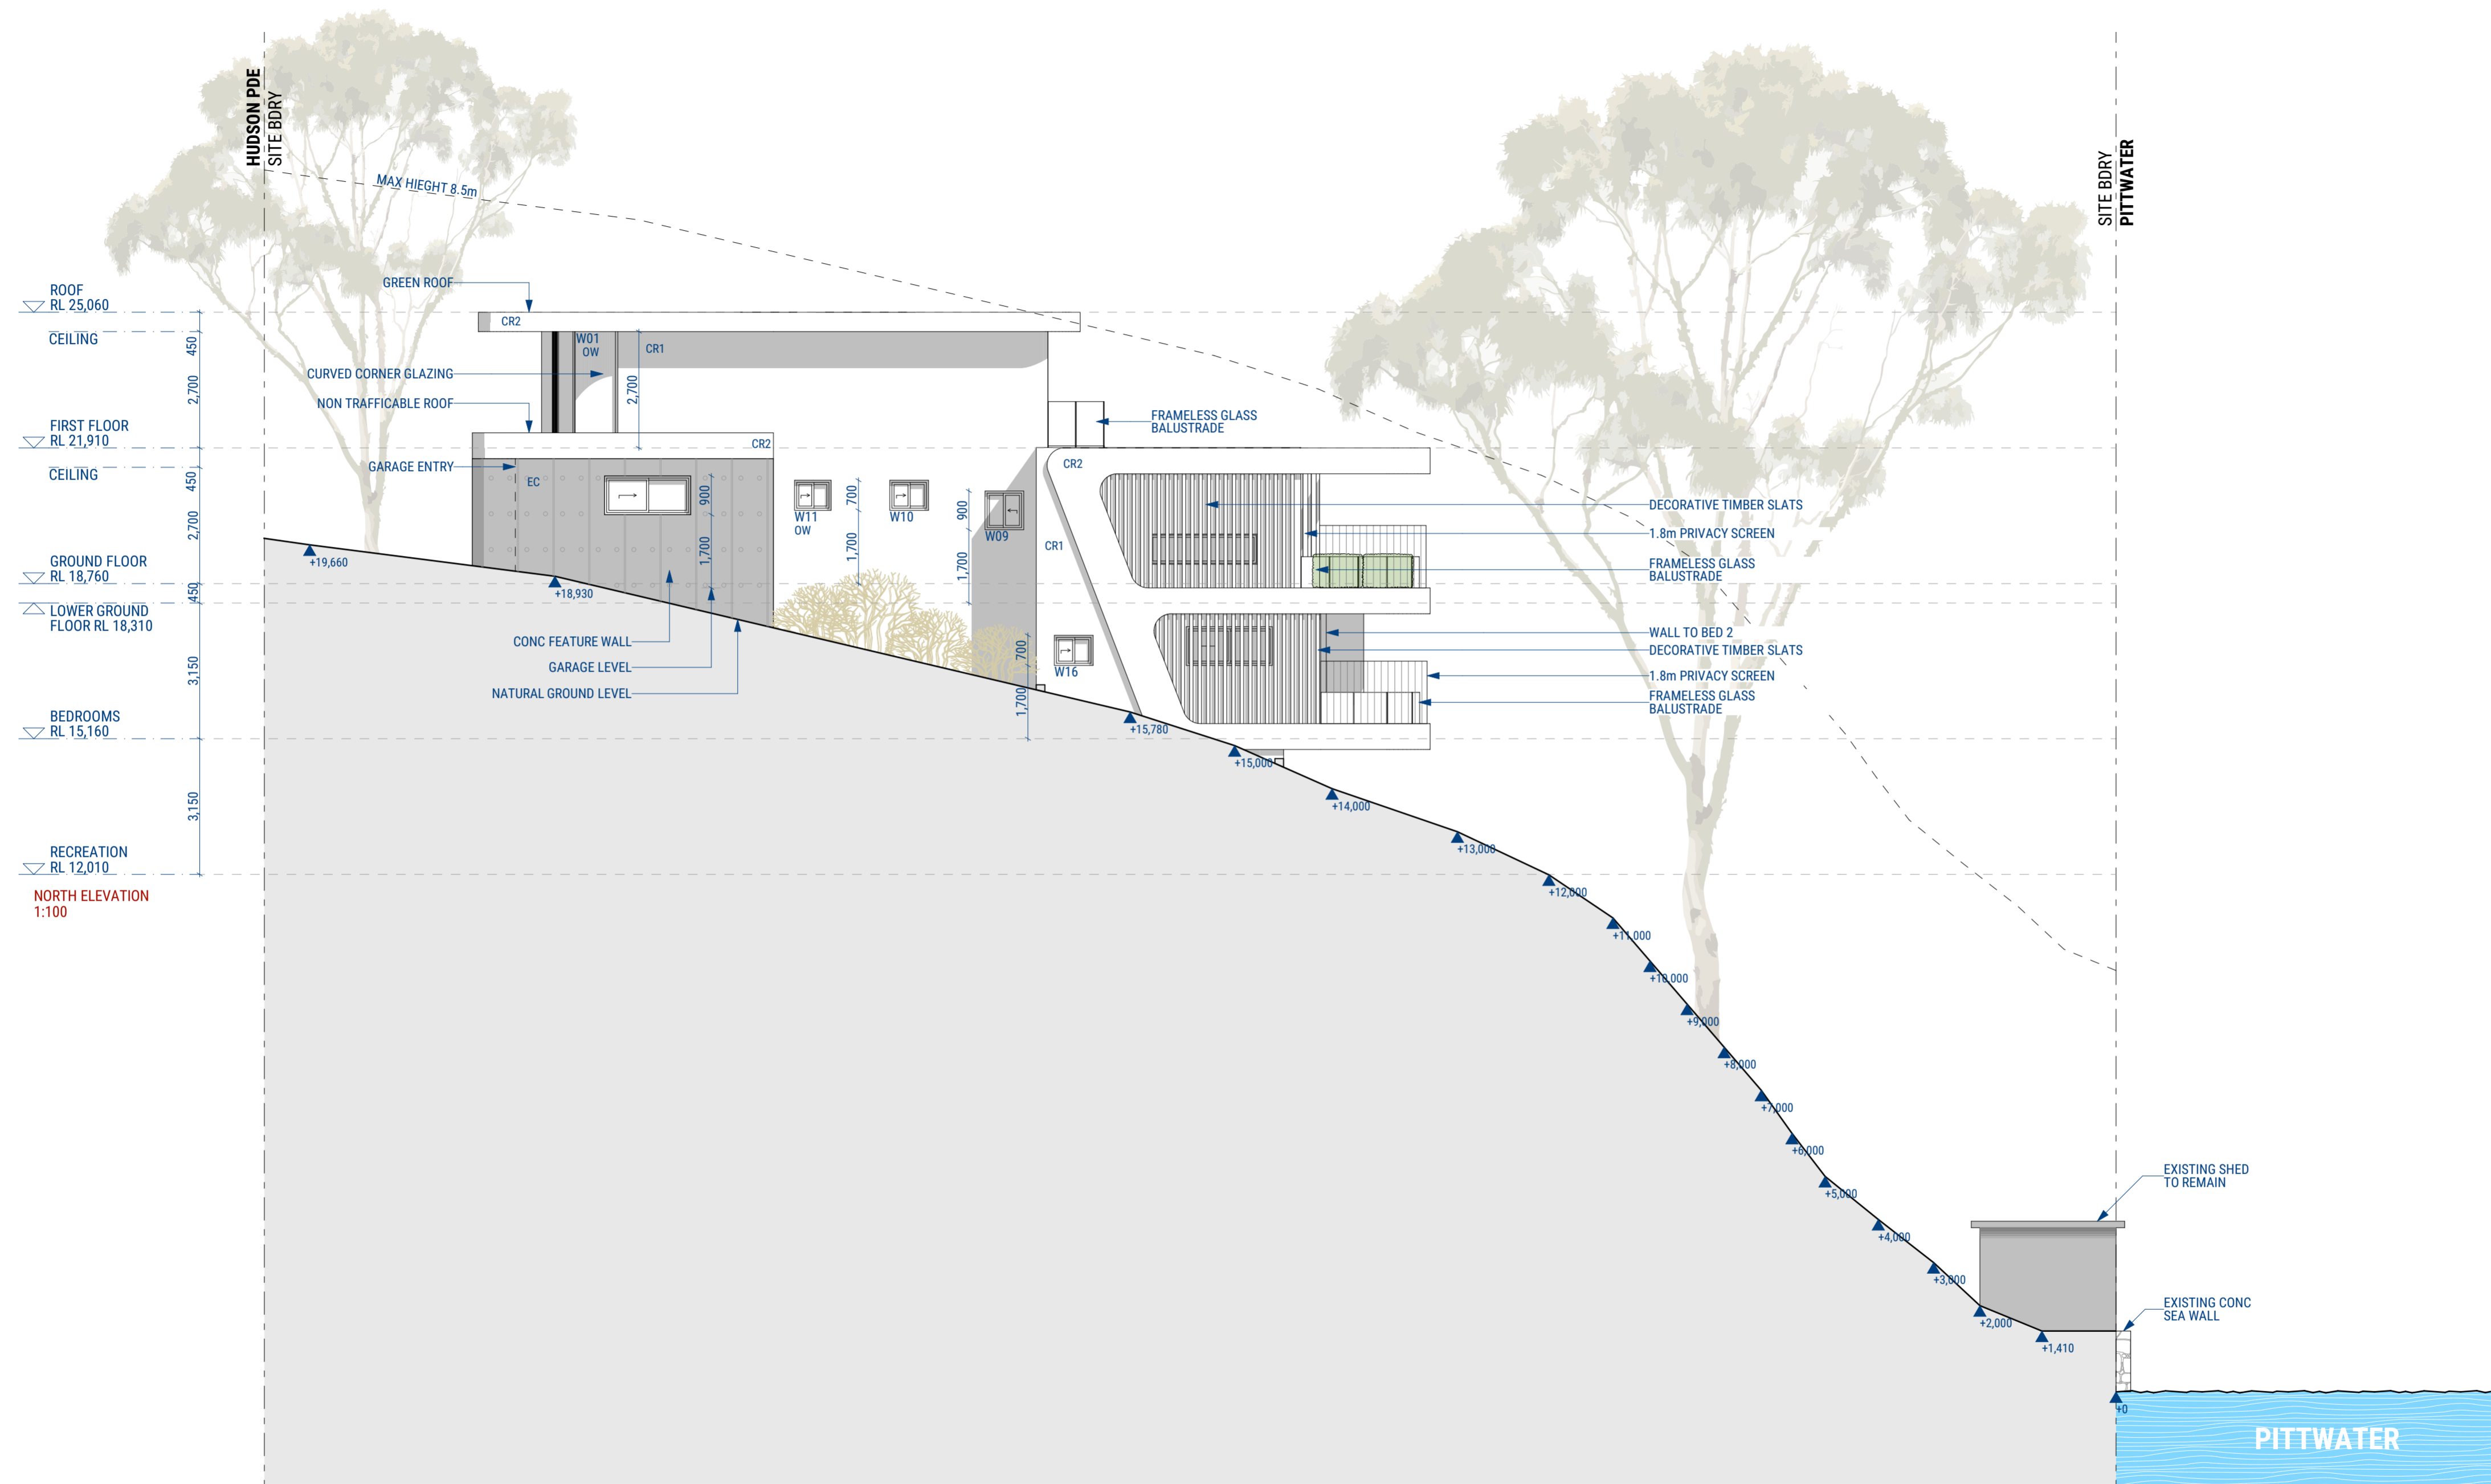 HUDSON PDE
SITE BDRY
SITE BDRY
PITTWATER
MAX HIEGHT 8.5m
ROOF
RL 25,060
CEILING
FIRST FLOOR
RL 21,910
CEILING
GROUND FLOOR
RL 18,760
LOWER GROUND
FLOOR RL 18,310
BEDROOMS
RL 15,160
RECREATION
RL 12,010
NORTH ELEVATION
1:100
450
2,700
450
2,700
450
3,150
3,150
GREEN ROOF
CR2
W01
OW
CR1
CURVED CORNER GLAZING
2,700
NON TRAFFICABLE ROOF
CR2
GARAGE ENTRY
EC
900
1,700
W11
OW
700
1,700
W10
900
1,700
W09
FRAMELESS GLASS
BALUSTRADE
CR2
CR1
700
1,700
W16
CONC FEATURE WALL
GARAGE LEVEL
NATURAL GROUND LEVEL
DECORATIVE TIMBER SLATS
1.8m PRIVACY SCREEN
FRAMELESS GLASS
BALUSTRADE
WALL TO BED 2
DECORATIVE TIMBER SLATS
1.8m PRIVACY SCREEN
FRAMELESS GLASS
BALUSTRADE
+19,660
+18,930
+15,780
+15,000
+14,000
+13,000
+12,000
+11,000
+10,000
+9,000
+8,000
+7,000
+6,000
+5,000
+4,000
+3,000
+2,000
+1,410
+0
EXISTING SHED
TO REMAIN
EXISTING CONC
SEA WALL
PITTWATER